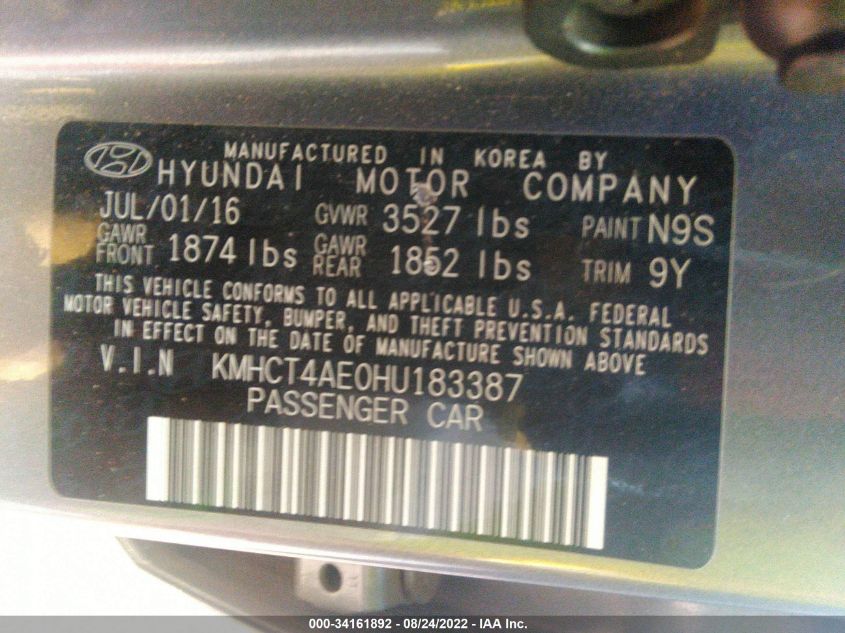 MANUFACTURED IN KOREA BY
HYUNDAI MOTOR COMPANY
JUL/01/16 GVWR 3527 lbs PAINT N9S
GAWR FRONT 1874 lbs GAWR REAR 1852 lbs TRIM 9Y
THIS VEHICLE CONFORMS TO ALL APPLICABLE U.S.A. FEDERAL
MOTOR VEHICLE SAFETY, BUMPER, AND THEFT PREVENTION STANDARDS
IN EFFECT ON THE DATE OF MANUFACTURE SHOWN ABOVE
V.I.N KMHCT4AE0HU183387
PASSENGER CAR
000-34161892 - 08/24/2022 - IAA Inc.